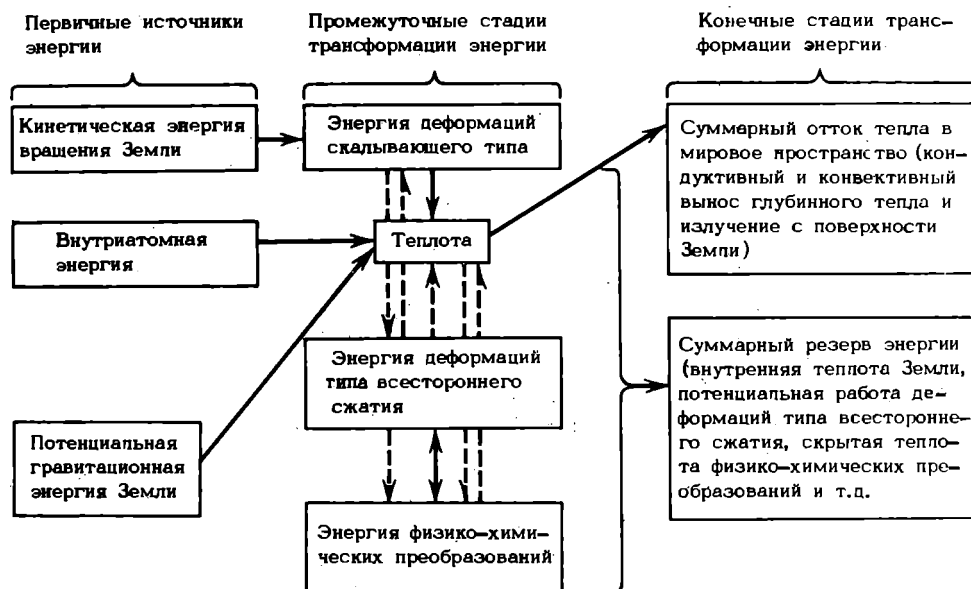 Первичные источники
энергии
Промежуточные стадии
трансформации энергии
Конечные стадии транс–
формации энергии
Кинетическая энергия
вращения Земли
Энергия деформаций
скалывающего типа
Суммарный отток тепла в
мировое пространство (кон–
дуктивный и конвективный
вынос глубинного тепла и
излучение с поверхности
Земли)
Внутриатомная
энергия
Теплота
Энергия деформаций
типа всестороннего
сжатия
Суммарный резерв энергии
(внутренняя теплота Земли,
потенциальная работа де–
формаций типа всесторонне–
го сжатия, скрытая тепло–
та физико–химических пре–
образований и т.д.
Потенциальная
гравитационная
энергия Земли
Энергия физико–хими–
ческих преобразований